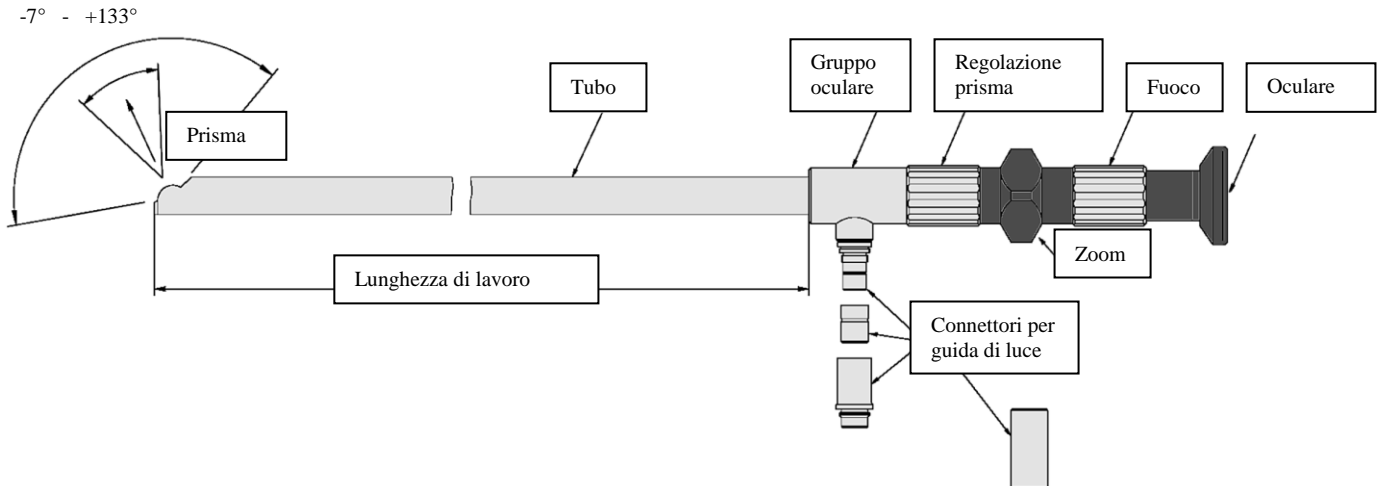 -7° - +133°
Gruppo
oculare
Regolazione
prisma
Tubo
Fuoco
Oculare
Prisma
Zoom
Lunghezza di lavoro
Connettori per
guida di luce